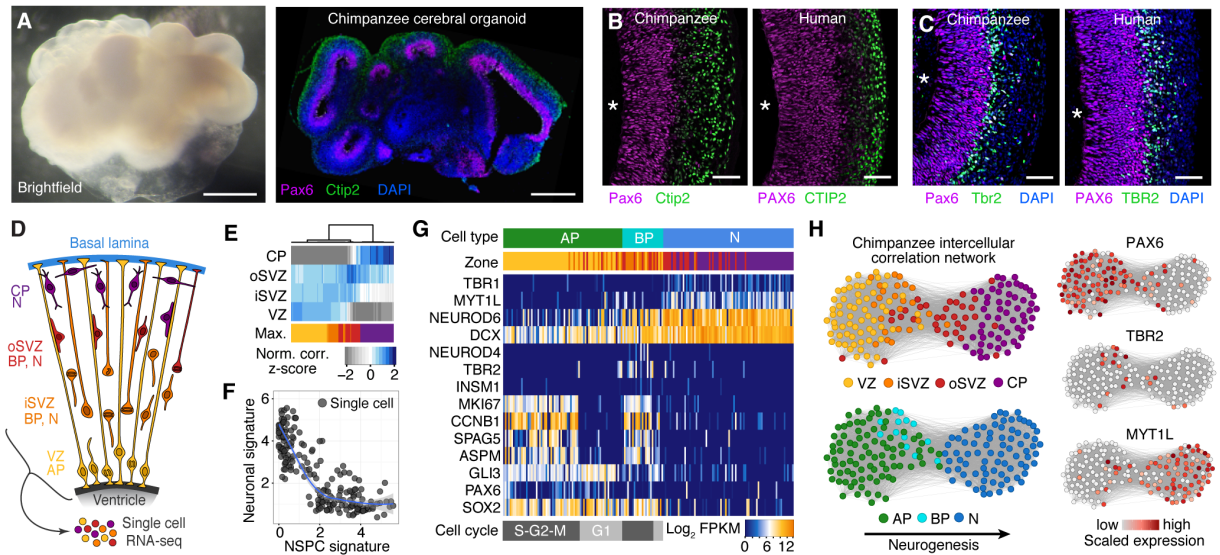 A
Brightfield
Chimpanzee cerebral organoid
Pax6 Ctip2 DAPI
B
Chimpanzee
Human
*
*
Pax6 Ctip2
PAX6 CTIP2
C
Chimpanzee
Human
*
*
Pax6 Tbr2 DAPI
PAX6 TBR2 DAPI
D
Basal lamina
CP
N
oSVZ
BP, N
iSVZ
BP, N
VZ
AP
Ventricle
Single cell
RNA-seq
E
CP
oSVZ
iSVZ
VZ
Max.
Norm. corr.
z-score
−2 0 2
F
Single cell
Neuronal signature
6
4
2
0 2 4 6
NSPC signature
G
Cell type
AP BP N
Zone
TBR1
MYT1L
NEUROD6
DCX
NEUROD4
TBR2
INSM1
MKI67
CCNB1
SPAG5
ASPM
GLI3
PAX6
SOX2
Cell cycle
S-G2-M G1
Log2 FPKM
0 6 12
H
Chimpanzee intercellular
correlation network
VZ iSVZ oSVZ CP
AP BP N
Neurogenesis
PAX6
TBR2
MYT1L
low high
Scaled expression